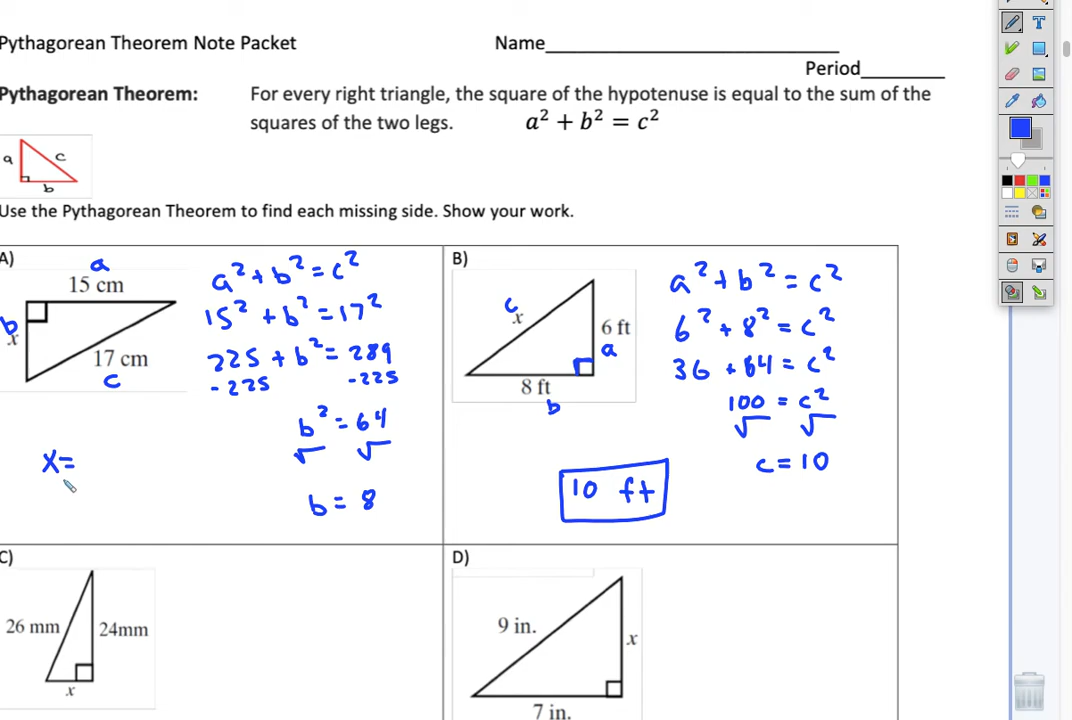 Pythagorean Theorem Note Packet Name
Period
Pythagorean Theorem: For every right triangle, the square of the hypotenuse is equal to the sum of the
squares of the two legs. a² + b² = c²
a
c
b
Use the Pythagorean Theorem to find each missing side. Show your work.
A)
a
15 cm
b
x
17 cm
c
a² + b² = c²
15² + b² = 17²
225 + b² = 289
-225 -225
b² = 64
√ √
b = 8
x=
B)
c
x
6 ft
a
8 ft
b
a² + b² = c²
6² + 8² = c²
36 + 64 = c²
100 = c²
√ √
c = 10
10 ft
C)
26 mm
24mm
x
D)
9 in.
x
7 in.
T